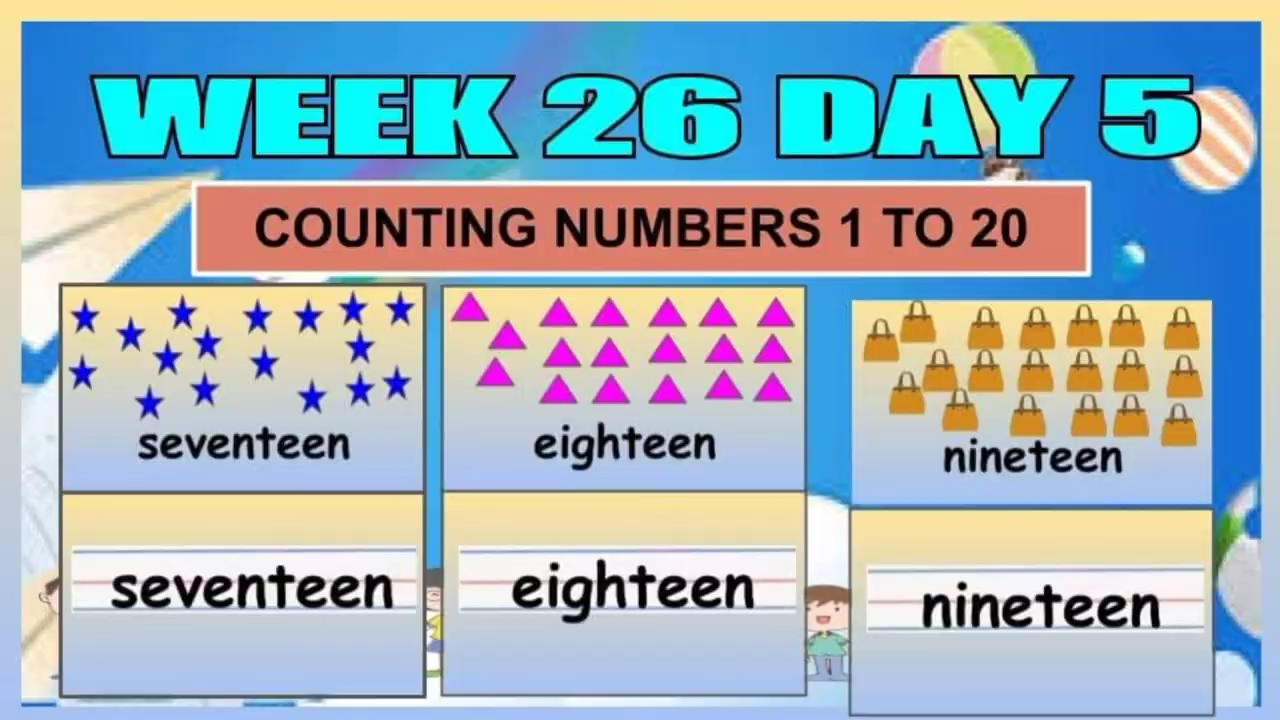 WEEK 26 DAY 5
COUNTING NUMBERS 1 TO 20
seventeen
eighteen
nineteen
seventeen
eighteen
nineteen